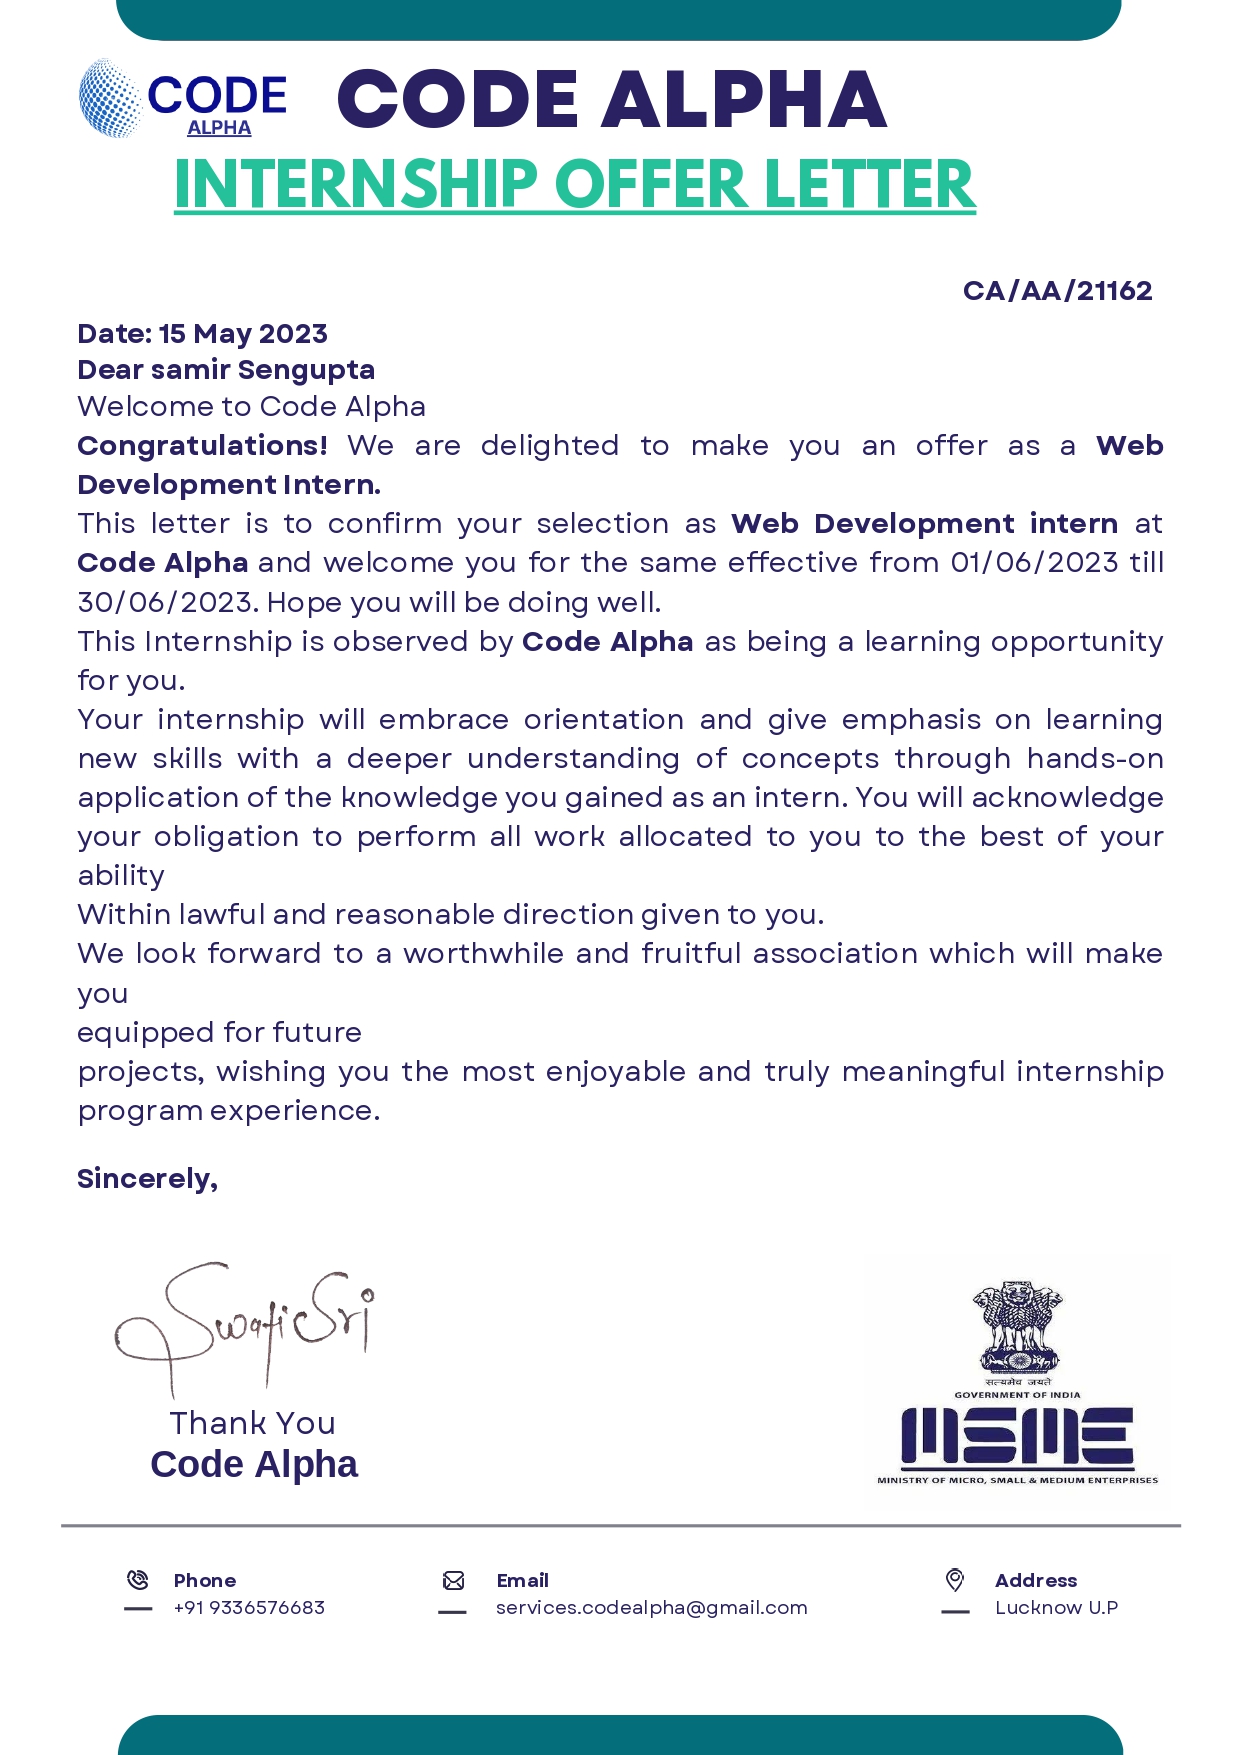 CODE
ALPHA
CODE ALPHA
INTERNSHIP OFFER LETTER
CA/AA/21162
Date: 15 May 2023
Dear samir Sengupta
Welcome to Code Alpha
Congratulations! We are delighted to make you an offer as a Web
Development Intern.
This letter is to confirm your selection as Web Development intern at
Code Alpha and welcome you for the same effective from 01/06/2023 till
30/06/2023. Hope you will be doing well.
This Internship is observed by Code Alpha as being a learning opportunity
for you.
Your internship will embrace orientation and give emphasis on learning
new skills with a deeper understanding of concepts through hands-on
application of the knowledge you gained as an intern. You will acknowledge
your obligation to perform all work allocated to you to the best of your
ability
Within lawful and reasonable direction given to you.
We look forward to a worthwhile and fruitful association which will make
you
equipped for future
projects, wishing you the most enjoyable and truly meaningful internship
program experience.
Sincerely,
Swati Sri
Thank You
Code Alpha
सत्यमेव जयते
GOVERNMENT OF INDIA
MSME
MINISTRY OF MICRO, SMALL & MEDIUM ENTERPRISES
Phone
+91 9336576683
Email
services.codealpha@gmail.com
Address
Lucknow U.P